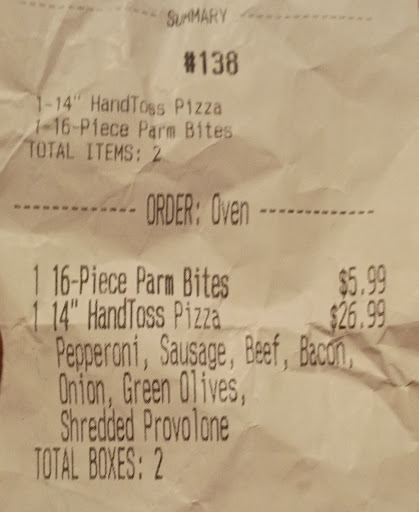 SUMMARY
#138
1-14" HandToss Pizza
1-16-Piece Parm Bites
TOTAL ITEMS: 2
------------ ORDER: Oven ------------
1 16-Piece Parm Bites $5.99
1 14" HandToss Pizza $26.99
Pepperoni, Sausage, Beef, Bacon,
Onion, Green Olives,
Shredded Provolone
TOTAL BOXES: 2